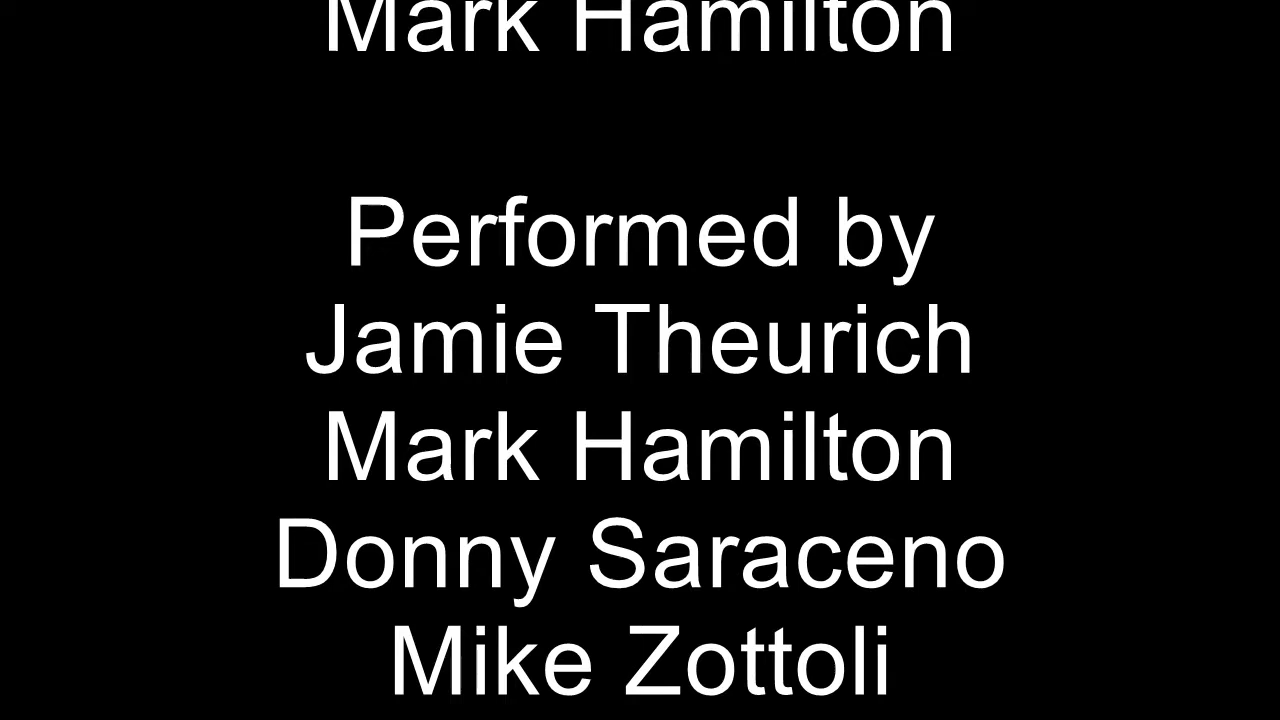 Mark Hamilton
Performed by
Jamie Theurich
Mark Hamilton
Donny Saraceno
Mike Zottoli